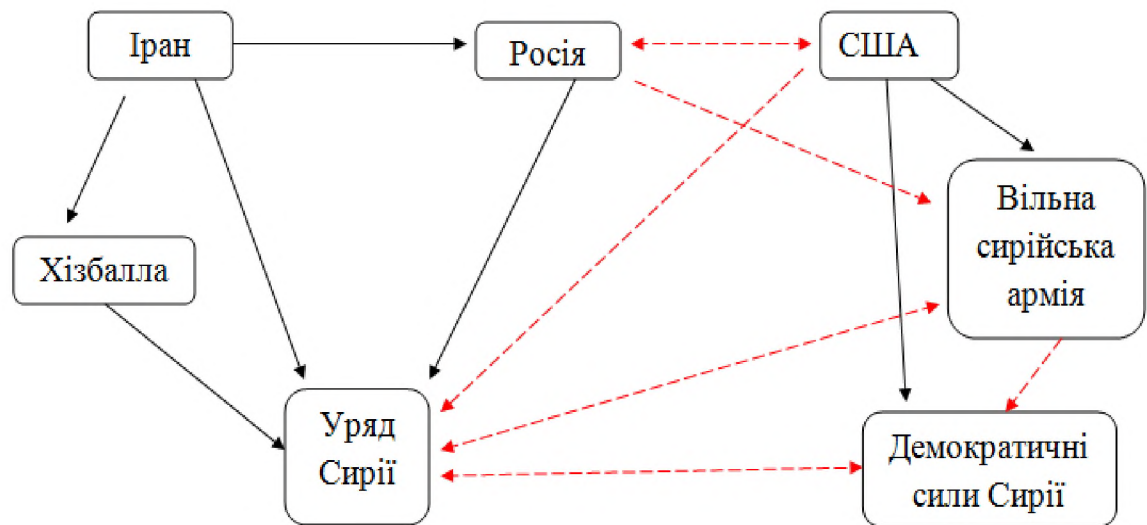 Іран
Росія
США
Вільна
сирійська
армія
Хізбалла
Уряд
Сирії
Демократичні
сили Сирії